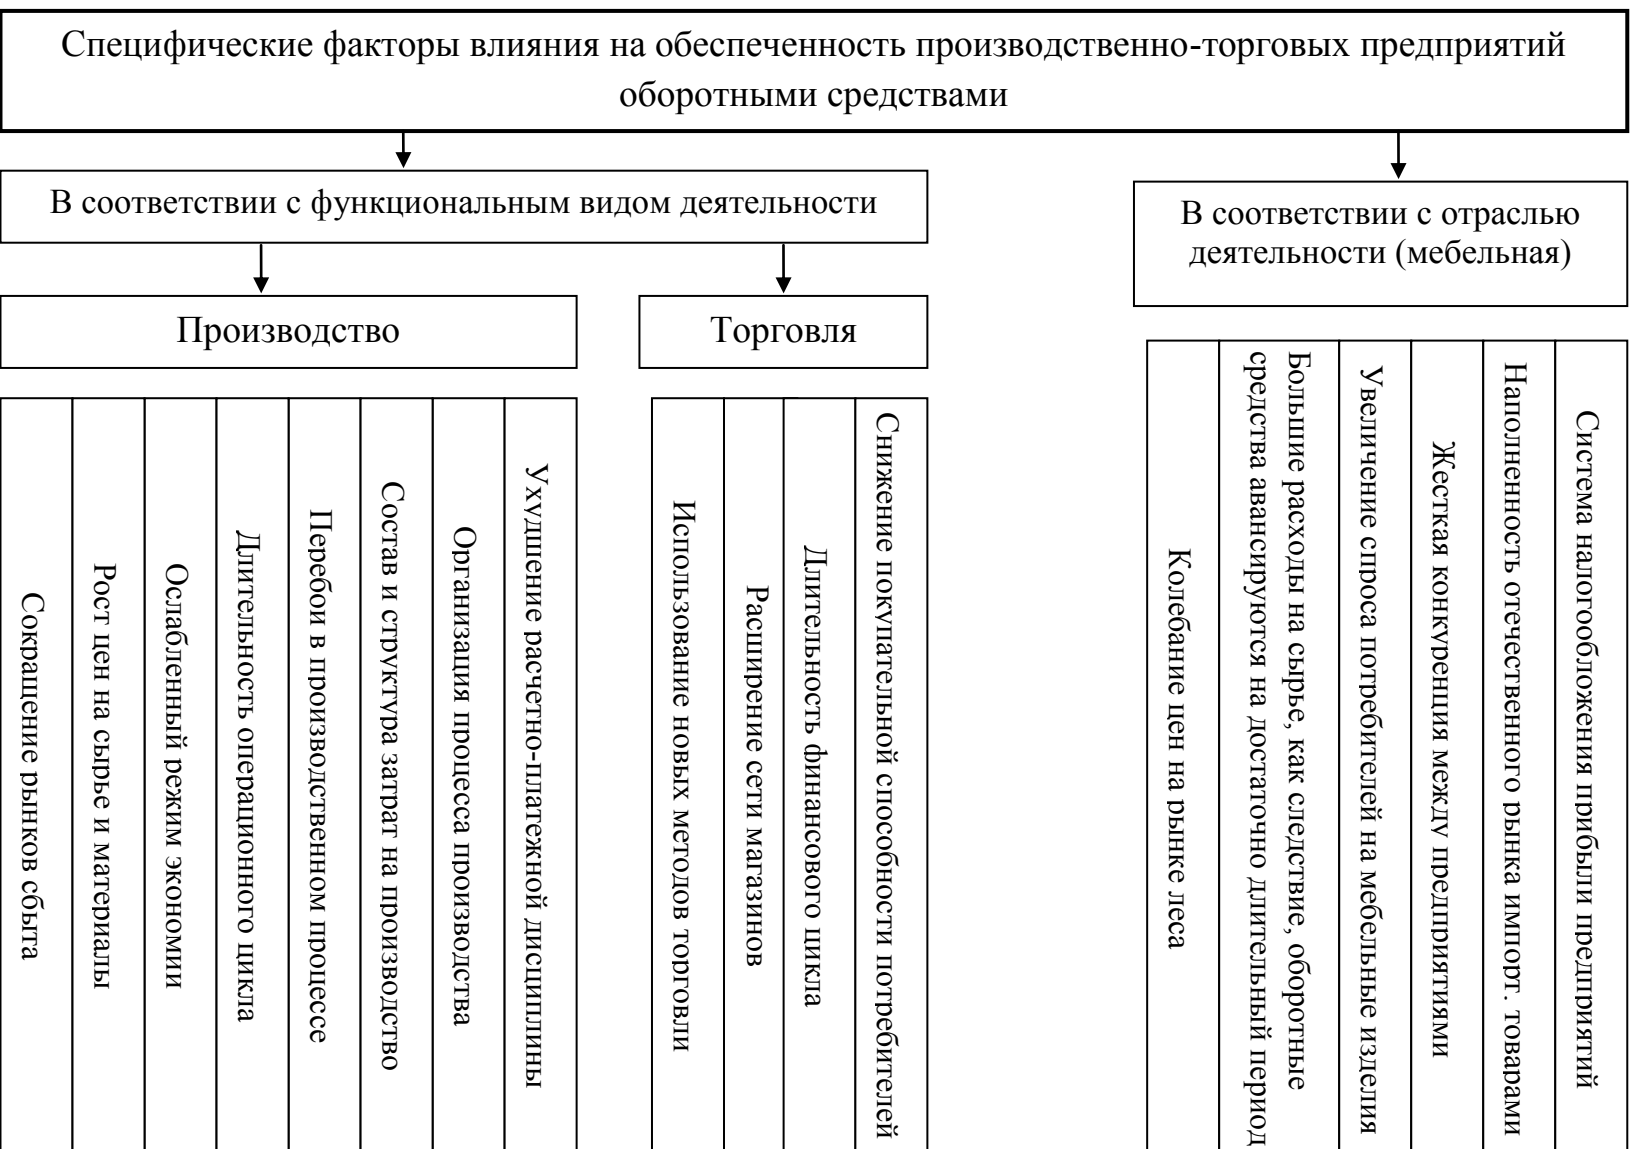 Специфические факторы влияния на обеспеченность производственно-торговых предприятий
оборотными средствами
В соответствии с функциональным видом деятельности
В соответствии с отраслью
деятельности (мебельная)
Производство
Торговля
Сокращение рынков сбыта
Рост цен на сырье и материалы
Ослабленный режим экономии
Длительность операционного цикла
Перебои в производственном процессе
Состав и структура затрат на производство
Организация процесса производства
Ухудшение расчетно-платежной дисциплины
Использование новых методов торговли
Расширение сети магазинов
Длительность финансового цикла
Снижение покупательной способности потребителей
Колебание цен на рынке леса
Большие расходы на сырье, как следствие, оборотные
средства авансируются на достаточно длительный период
Увеличение спроса потребителей на мебельные изделия
Жесткая конкуренция между предприятиями
Наполненность отечественного рынка импорт. товарами
Система налогообложения прибыли предприятий